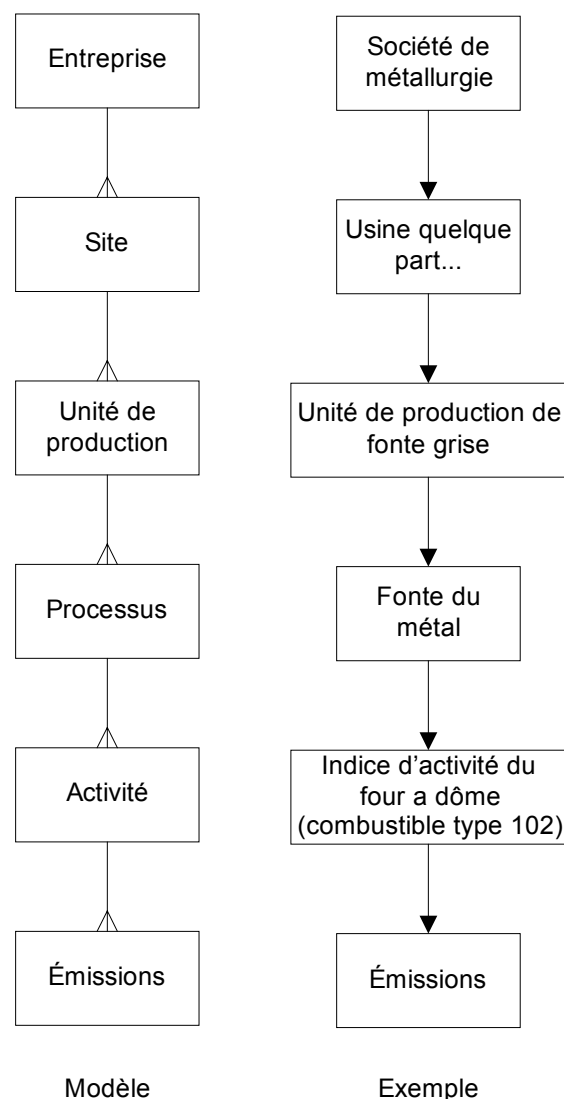 Entreprise
Société de
métallurgie
Site
Usine quelque
part...
Unité de
production
Unité de production de
fonte grise
Processus
Fonte du
métal
Activité
Indice d'activité du
four a dôme
(combustible type 102)
Émissions
Émissions
Modèle
Exemple